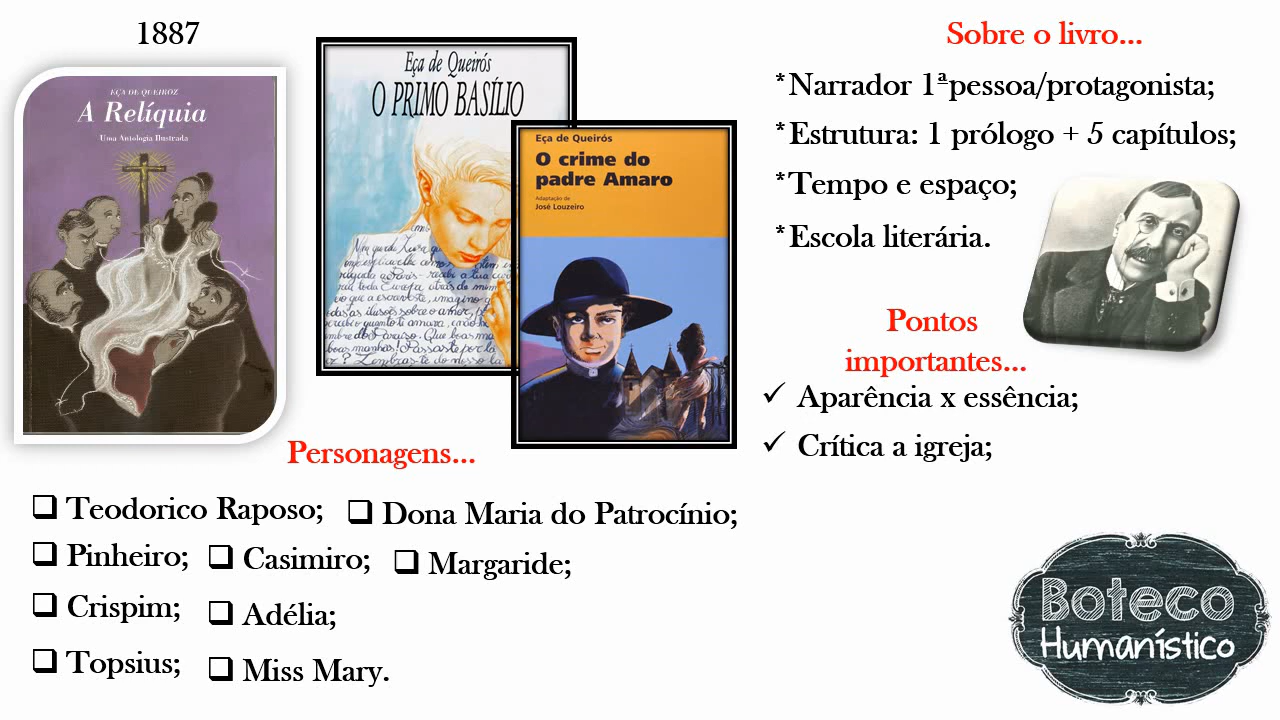 1887
EÇA DE QUEIROZ
A Relíquia
Uma Antologia Ilustrada
Eça de Queirós
O PRIMO BASÍLIO
Eça de Queirós
O crime do
padre Amaro
Adaptação de
José Louzeiro
Sobre o livro...
*Narrador 1ªpessoa/protagonista;
*Estrutura: 1 prólogo + 5 capítulos;
*Tempo e espaço;
*Escola literária.
Pontos
importantes...
✓ Aparência x essência;
✓ Crítica a igreja;
Personagens...
❑ Teodorico Raposo; ❑ Dona Maria do Patrocínio;
❑ Pinheiro; ❑ Casimiro; ❑ Margaride;
❑ Crispim; ❑ Adélia;
❑ Topsius; ❑ Miss Mary.
Boteco
Humanístico